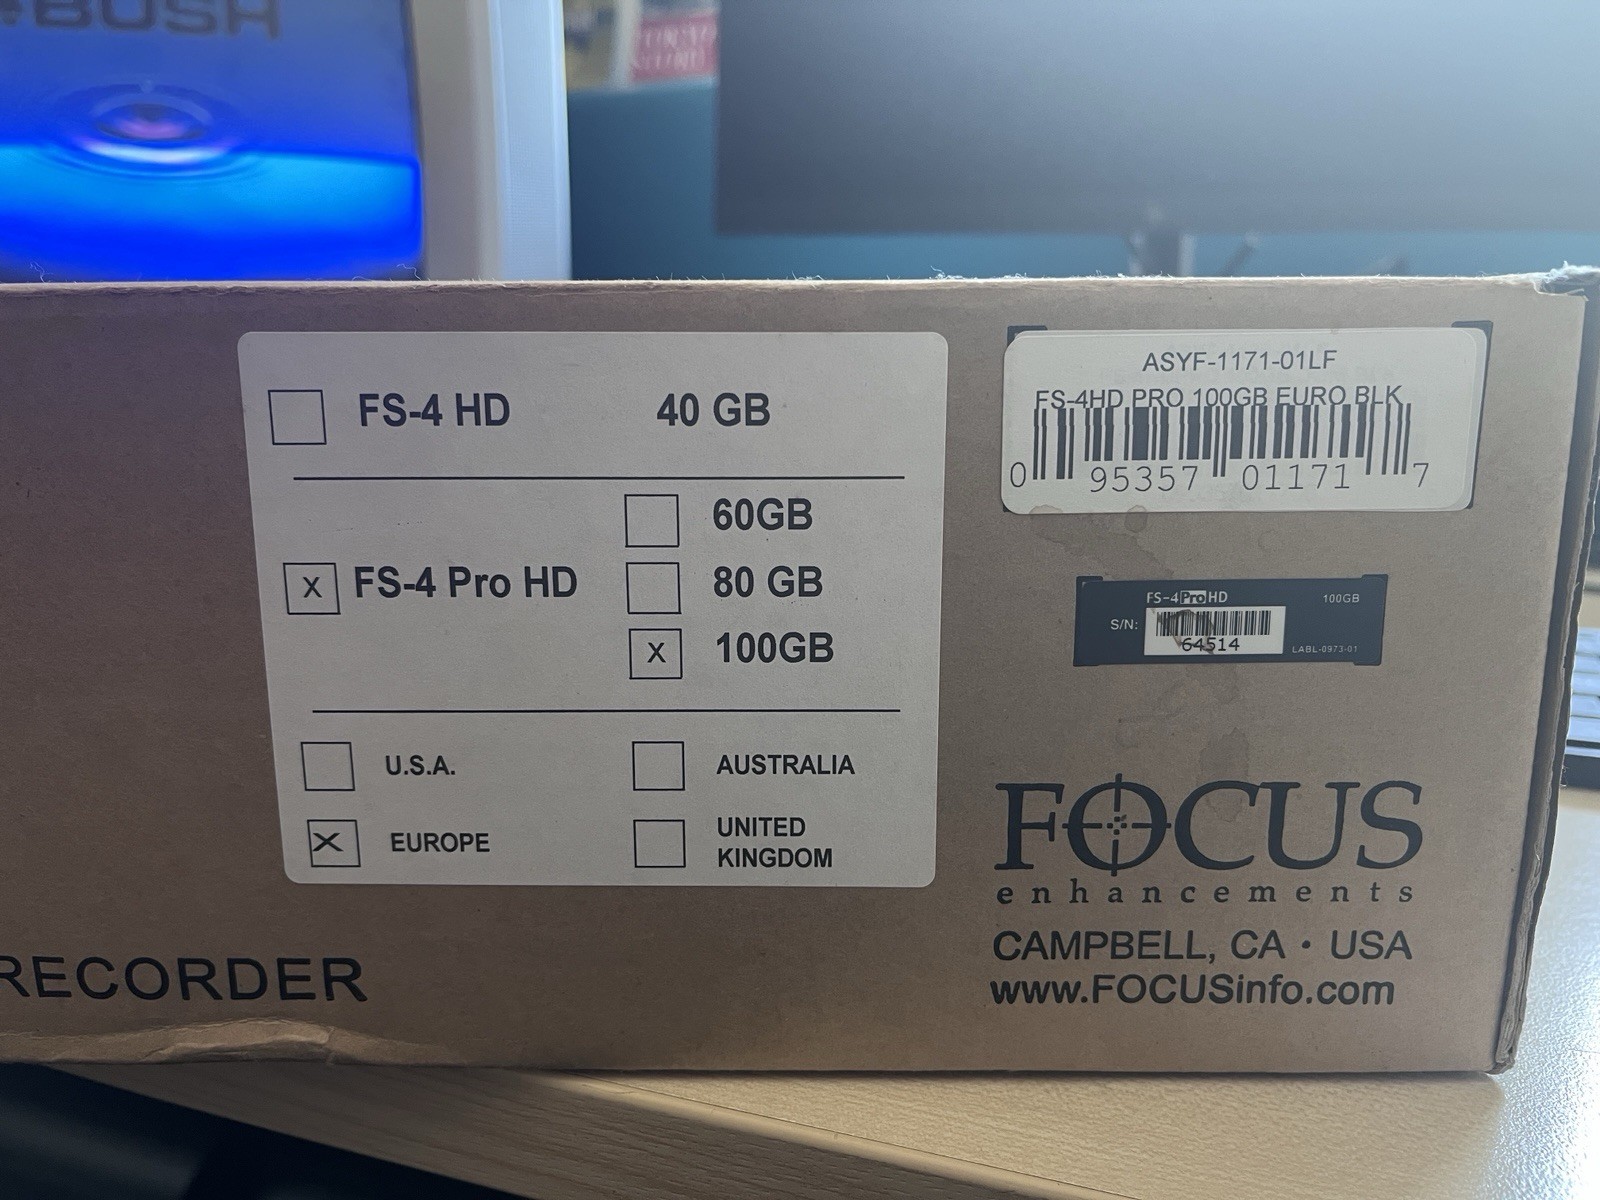 BUSH
FS-4 HD 40 GB
60GB
X FS-4 Pro HD 80 GB
X 100GB
U.S.A. AUSTRALIA
X EUROPE UNITED KINGDOM
RECORDER
ASYF-1171-01LF
FS-4HD PRO 100GB EURO BLK
0 95357 01171 7
FS-4ProHD 100GB
S/N:
64514
LABL-0973-01
FOCUS
enhancements
CAMPBELL, CA • USA
www.FOCUSinfo.com